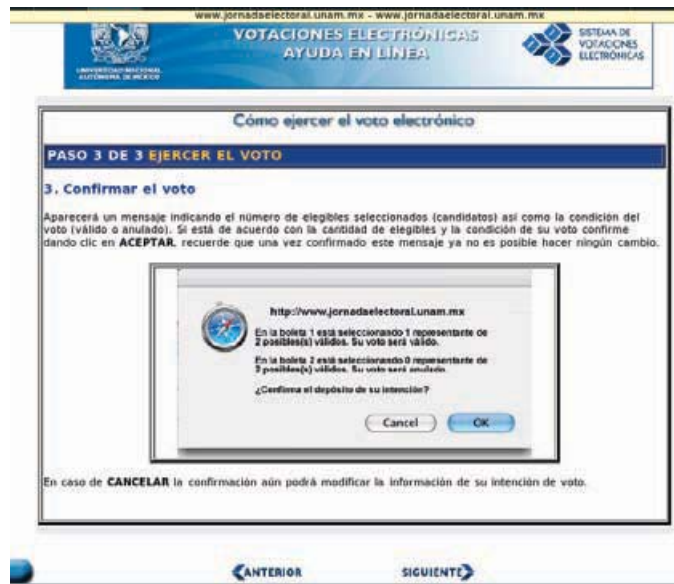 www.jornadaelectoral.unam.mx - www.jornadaelectoral.unam.mx
VOTACIONES ELECTRÓNICAS
AYUDA EN LÍNEA
UNIVERSIDAD NACIONAL
AUTÓNOMA DE MÉXICO
SISTEMA DE
VOTACIONES
ELECTRÓNICAS
Cómo ejercer el voto electrónico
PASO 3 DE 3 EJERCER EL VOTO
3. Confirmar el voto
Aparecerá un mensaje indicando el número de elegibles seleccionados (candidatos) así como la condición del
voto (válido o anulado). Si está de acuerdo con la cantidad de elegibles y la condición de su voto confirme
dando clic en ACEPTAR, recuerde que una vez confirmado este mensaje ya no es posible hacer ningún cambio.
http://www.jornadaelectoral.unam.mx
En la boleta 1 está seleccionando 1 representante de
2 posibles(s) válidos. Su voto será válido.
En la boleta 2 está seleccionando 0 representante de
2 posibles(s) válidos. Su voto será anulado.
¿Confirma el depósito de su intención?
Cancel
OK
En caso de CANCELAR la confirmación aún podrá modificar la información de su intención de voto.
ANTERIOR
SIGUIENTE